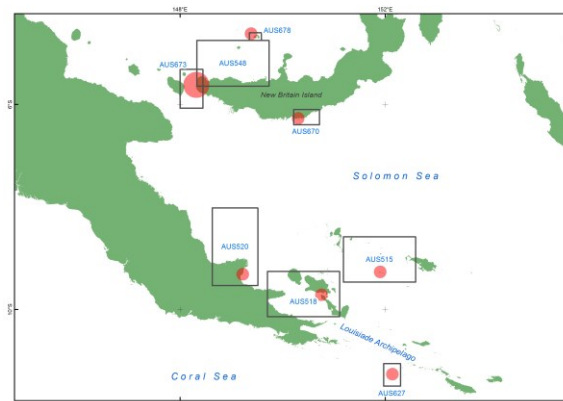 148°E
152°E
AUS678
AUS673
AUS546
New Britain Island
6°S
AUS670
Solomon Sea
AUS520
AUS515
AUS518
10°S
Louisiade Archipelago
Coral Sea
AUS627